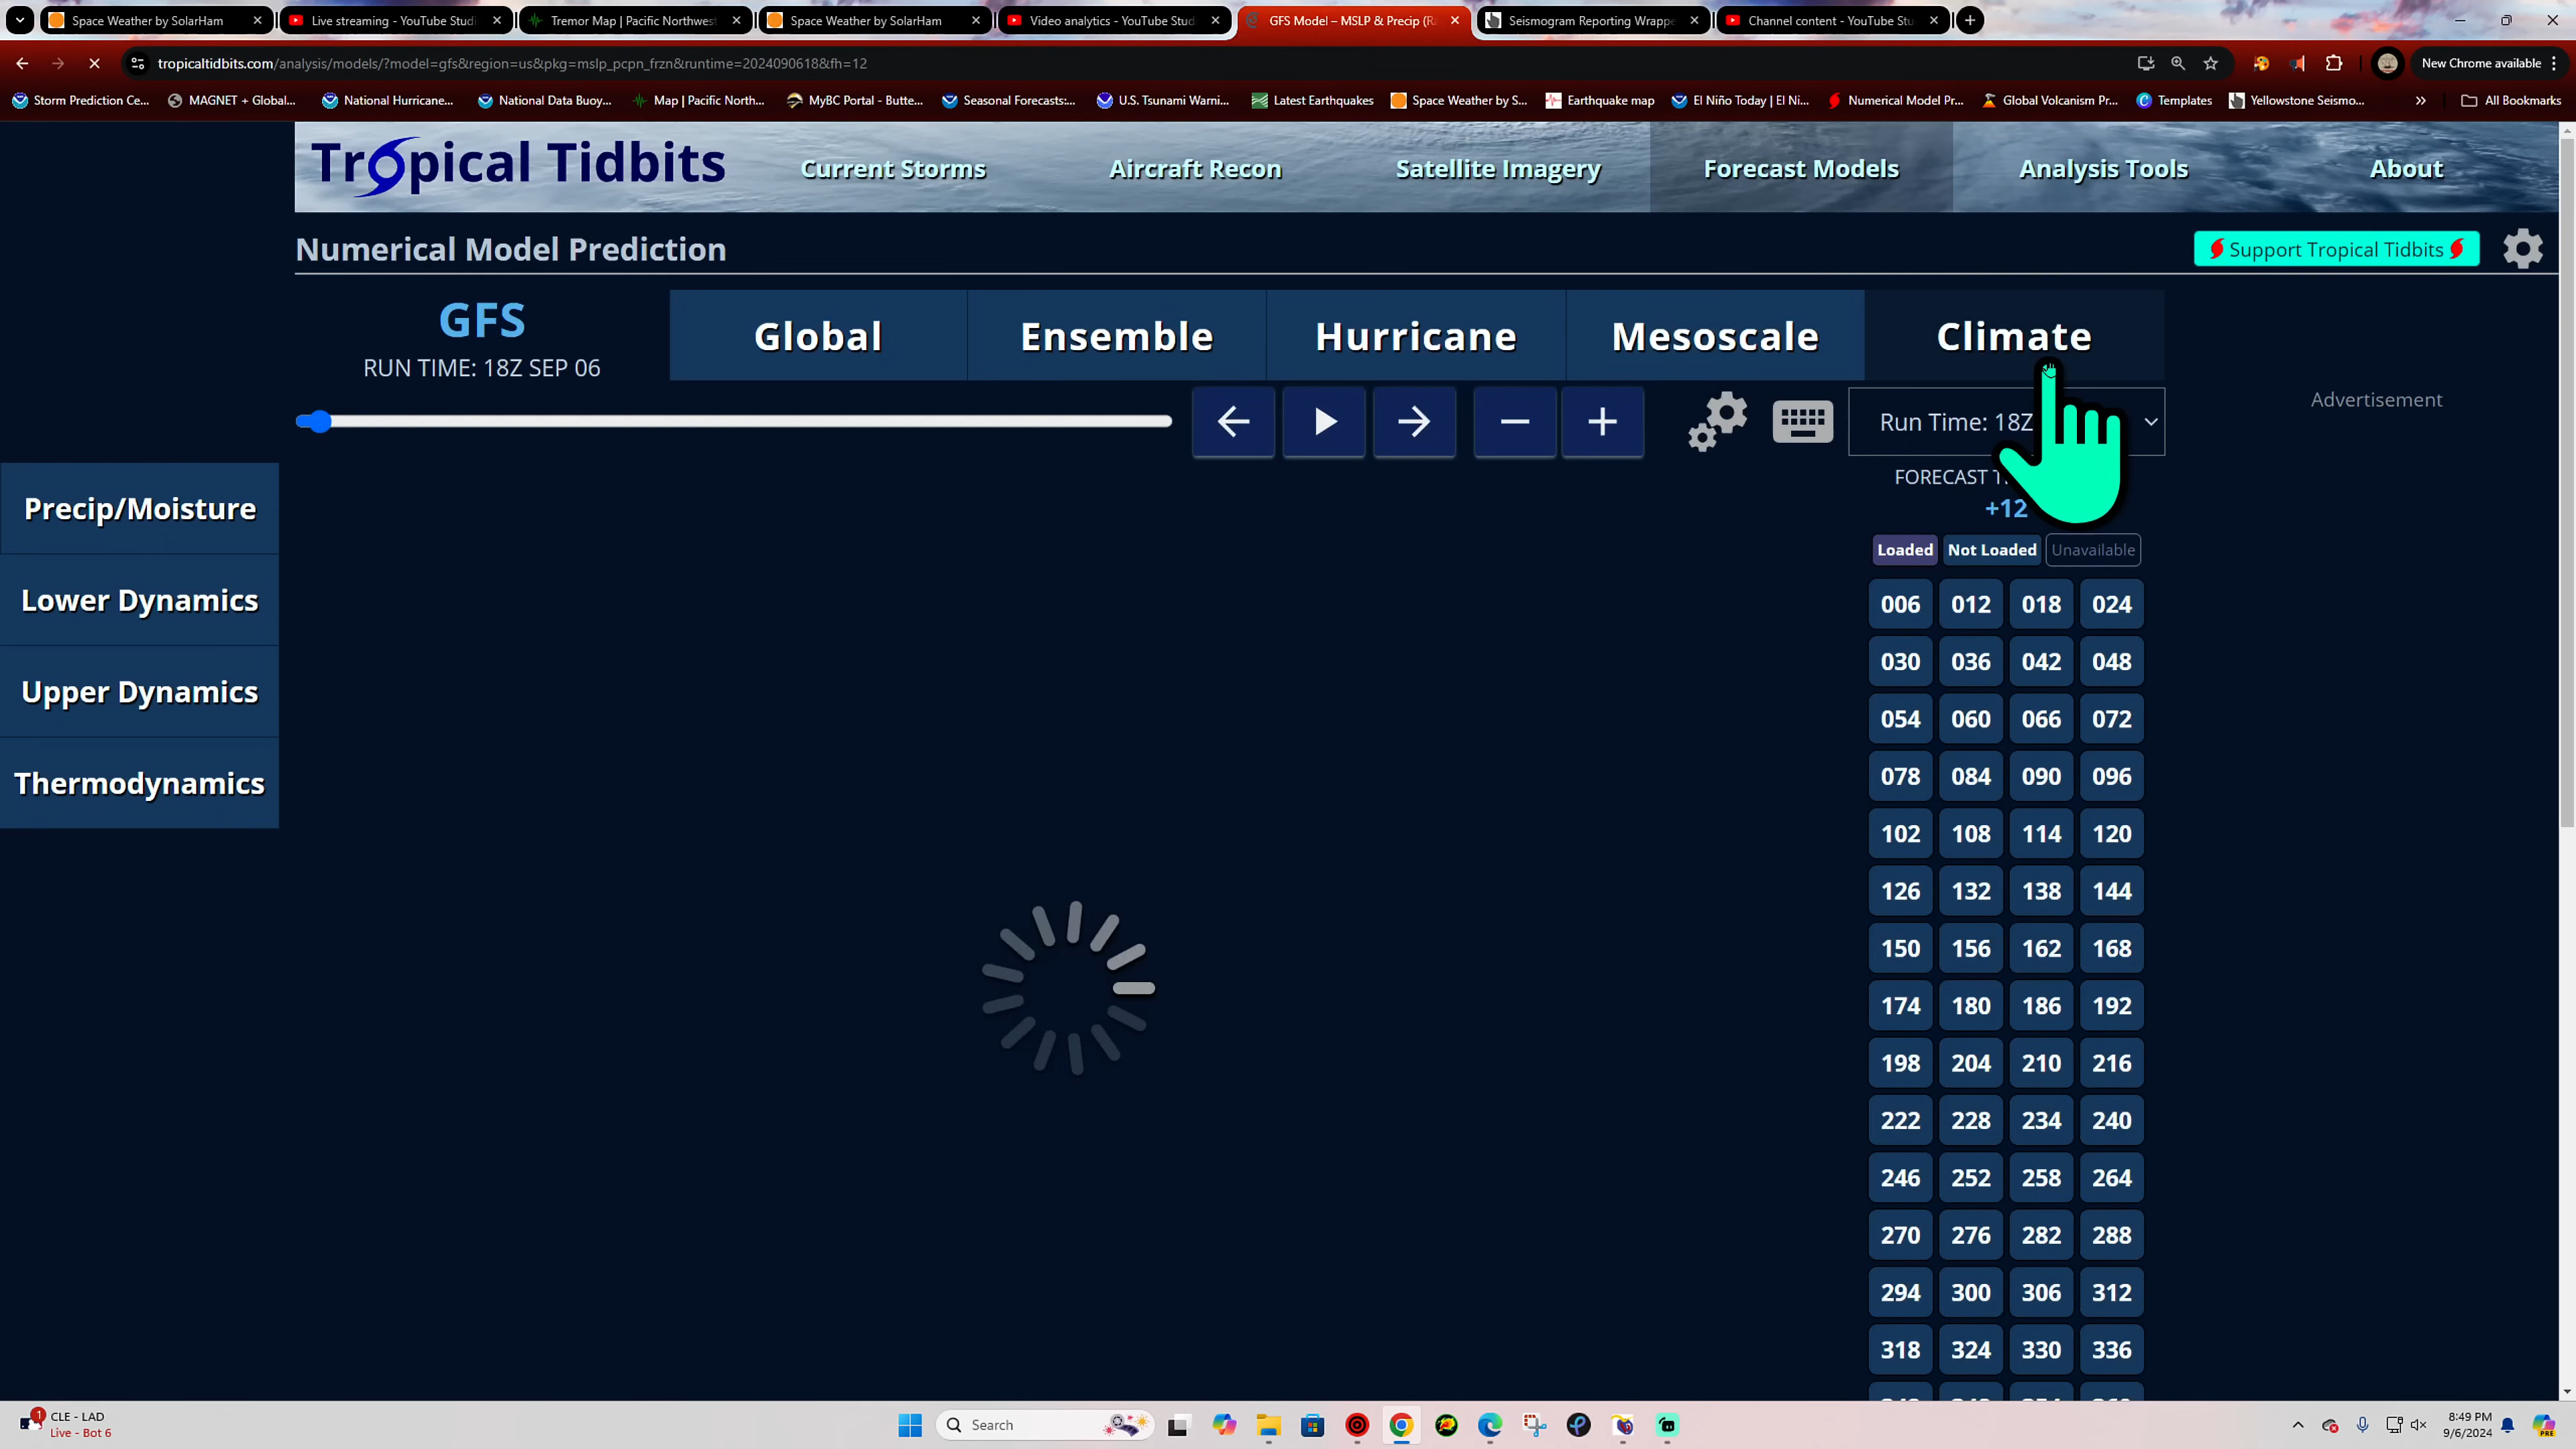 Space Weather by SolarHam
Live streaming - YouTube Studi
Tremor Map | Pacific Northwest
Space Weather by SolarHam
Video analytics - YouTube Studi
GFS Model – MSLP & Precip (Ra
Seismogram Reporting Wrappe
Channel content - YouTube Stu
tropicaltidbits.com/analysis/models/?model=gfs&region=us&pkg=mslp_pcpn_frzn&runtime=2024090618&fh=12
New Chrome available
Storm Prediction Ce...
MAGNET + Global...
National Hurricane...
National Data Buoy...
Map | Pacific North...
MyBC Portal - Butte...
Seasonal Forecasts:...
U.S. Tsunami Warni...
Latest Earthquakes
Space Weather by S...
Earthquake map
El Niño Today | El Ni...
Numerical Model Pr...
Global Volcanism Pr...
Templates
Yellowstone Seismo...
All Bookmarks
Tropical Tidbits
Current Storms
Aircraft Recon
Satellite Imagery
Forecast Models
Analysis Tools
About
Numerical Model Prediction
Support Tropical Tidbits
GFS
RUN TIME: 18Z SEP 06
Global
Ensemble
Hurricane
Mesoscale
Climate
Run Time: 18Z
Advertisement
FORECAST
+12
Loaded Not Loaded Unavailable
Precip/Moisture
Lower Dynamics
Upper Dynamics
Thermodynamics
006 012 018 024
030 036 042 048
054 060 066 072
078 084 090 096
102 108 114 120
126 132 138 144
150 156 162 168
174 180 186 192
198 204 210 216
222 228 234 240
246 252 258 264
270 276 282 288
294 300 306 312
318 324 330 336
1
CLE - LAD
Live - Bot 6
Search
8:49 PM
9/6/2024
PRE